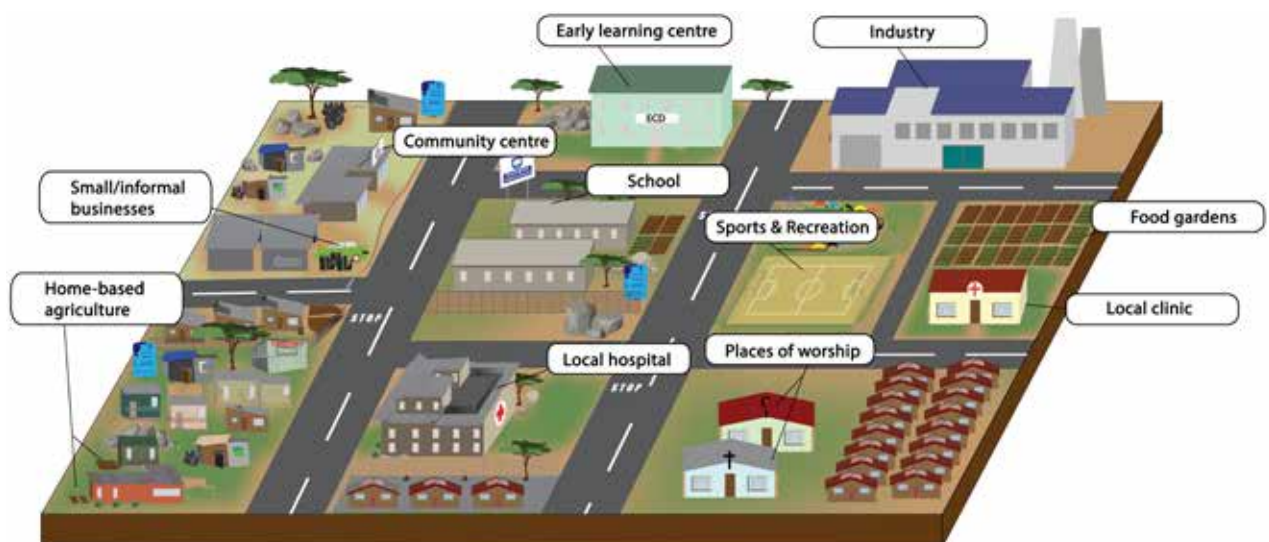 Early learning centre
Industry
Community centre
ECD
School
Small/informal
businesses
Sports & Recreation
Food gardens
Home-based
agriculture
STOP
Local clinic
Local hospital
Places of worship
STOP